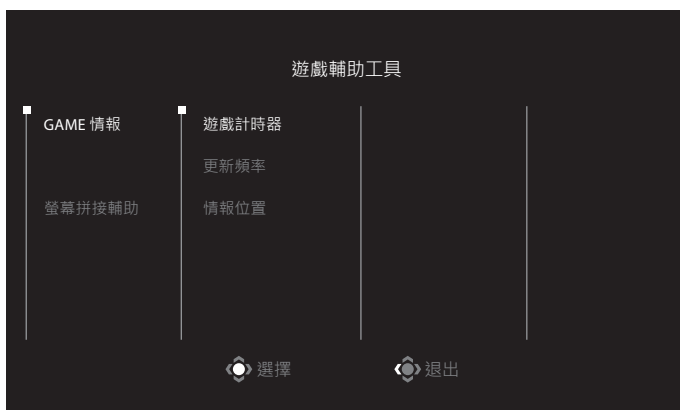 遊戲輔助工具
GAME 情報
遊戲計時器
更新頻率
螢幕拼接輔助
情報位置
選擇
退出